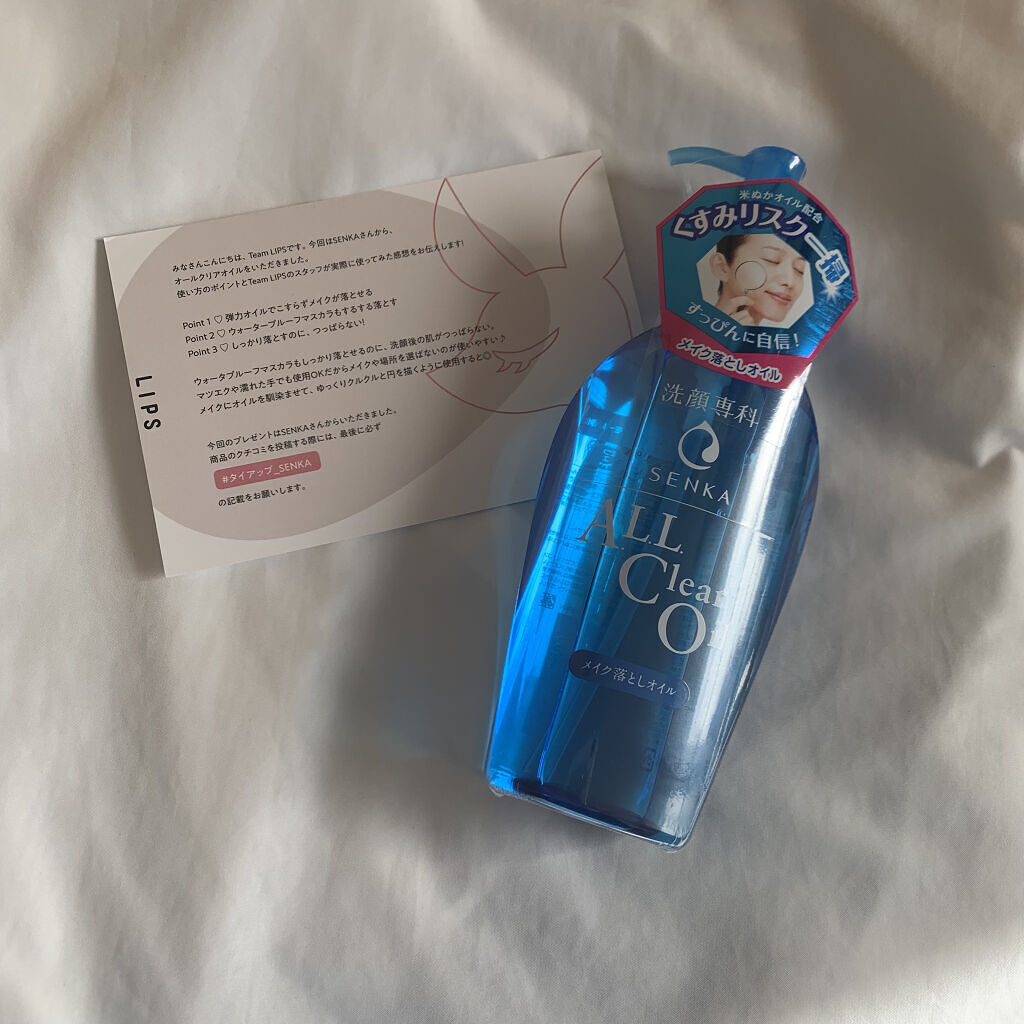 みなさんこんにちは、Team LIPSです。今回はSENKAさんから、
オールクリアオイルをいただきました。
使い方のポイントとTeam LIPSのスタッフが実際に使ってみた感想をお伝えします!
Point 1 ♡ 弾力オイルでこすらずメイクが落とせる
Point 2 ♡ ウォータープルーフマスカラもするする落とす
Point 3 ♡ しっかり落とすのに、つっぱらない!
ウォータプルーフマスカラもしっかり落とせるのに、洗顔後の肌がつっぱらない。
マツエクや濡れた手でも使用OKだからメイクや場所を選ばないのが使いやすい♪
メイクにオイルを馴染ませて、ゆっくりクルクルと円を描くように使用すると◎
今回のプレゼントはSENKAさんからいただきました。
商品のクチコミを投稿する際には、最後に必ず
#タイアップ_SENKA
の記載をお願いします。
LIPS
米ぬかオイル配合
くすみリスク一掃
すっぴんに自信!
メイク落としオイル
洗顔専科
SENKA
A.L.L.
Clear
メイク落としオイル